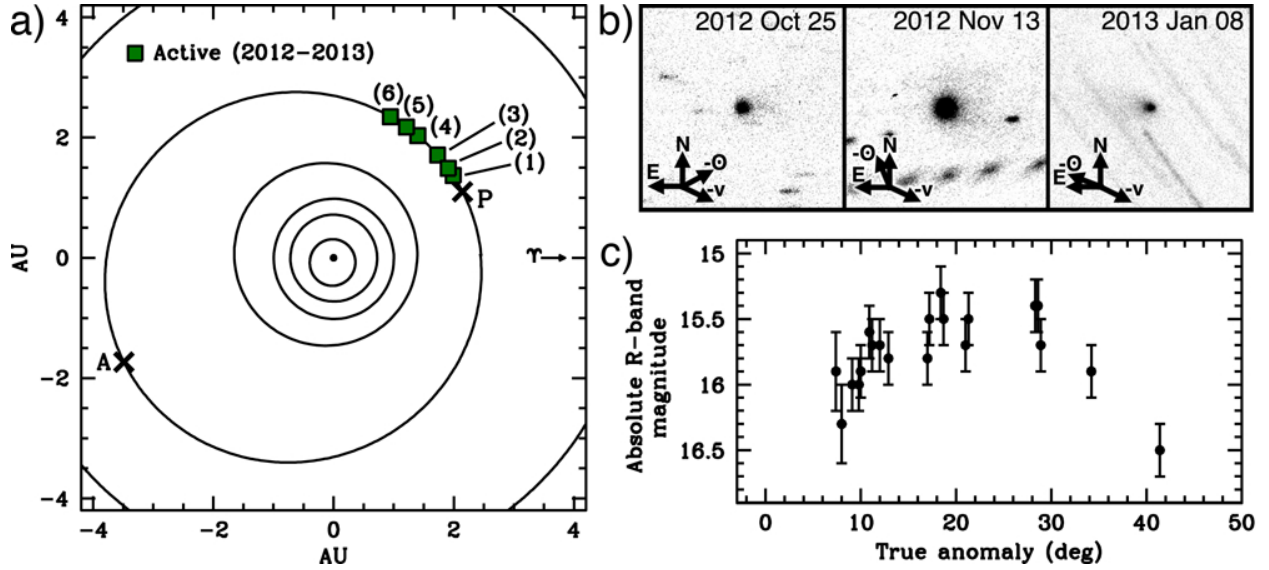 a)
Active (2012−2013)
(6)
(5)
(4)
(3)
(2)
(1)
P
A
♈→
4
2
0
−2
−4
AU
−4
−2
0
2
4
AU
b)
2012 Oct 25
2012 Nov 13
2013 Jan 08
N
E
-⊙
-v
N
-⊙
E
-v
N
-⊙
E
-v
c)
15
15.5
16
16.5
Absolute R−band
magnitude
0
10
20
30
40
50
True anomaly (deg)